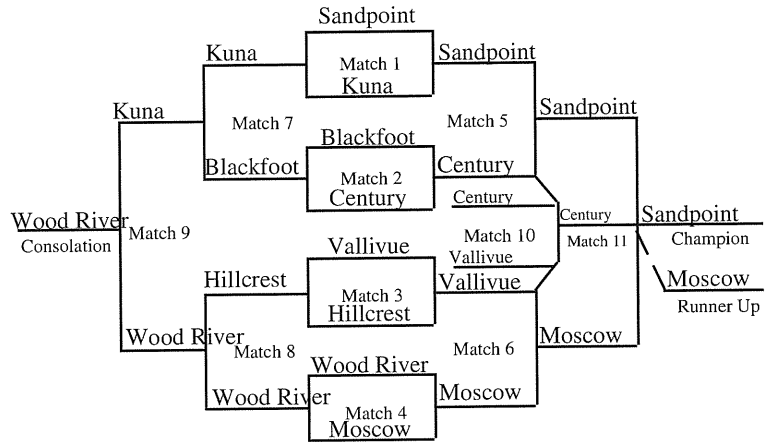 Sandpoint
Kuna
Match 1
Sandpoint
Kuna
Kuna
Match 7
Match 5
Sandpoint
Blackfoot
Blackfoot
Match 2
Century
Century
Century
Wood River
Consolation
Match 9
Match 10
Century
Match 11
Sandpoint
Champion
Vallivue
Vallivue
Hillcrest
Match 3
Vallivue
Hillcrest
Moscow
Runner Up
Wood River
Match 8
Match 6
Moscow
Wood River
Wood River
Match 4
Moscow
Moscow